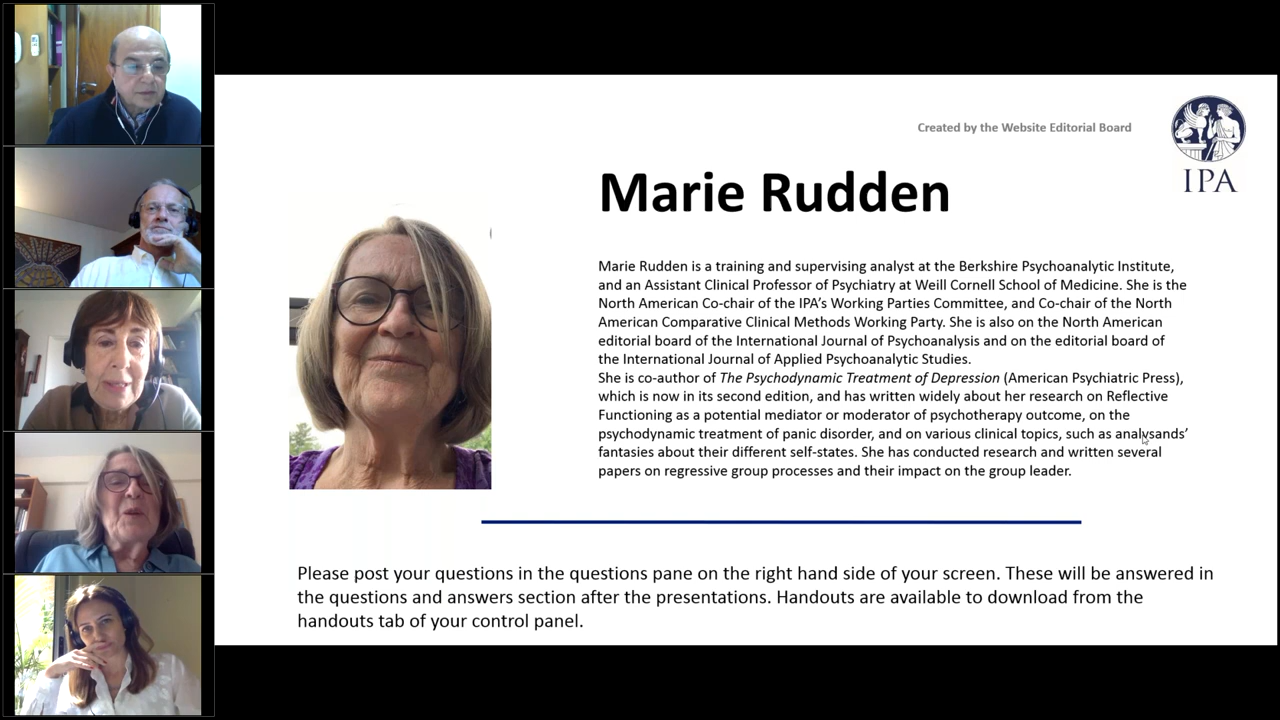 Created by the Website Editorial Board
IPA
Marie Rudden
Marie Rudden is a training and supervising analyst at the Berkshire Psychoanalytic Institute,
and an Assistant Clinical Professor of Psychiatry at Weill Cornell School of Medicine. She is the
North American Co-chair of the IPA's Working Parties Committee, and Co-chair of the North
American Comparative Clinical Methods Working Party. She is also on the North American
editorial board of the International Journal of Psychoanalysis and on the editorial board of
the International Journal of Applied Psychoanalytic Studies.
She is co-author of The Psychodynamic Treatment of Depression (American Psychiatric Press),
which is now in its second edition, and has written widely about her research on Reflective
Functioning as a potential mediator or moderator of psychotherapy outcome, on the
psychodynamic treatment of panic disorder, and on various clinical topics, such as analysands'
fantasies about their different self-states. She has conducted research and written several
papers on regressive group processes and their impact on the group leader.
Please post your questions in the questions pane on the right hand side of your screen. These will be answered in
the questions and answers section after the presentations. Handouts are available to download from the
handouts tab of your control panel.